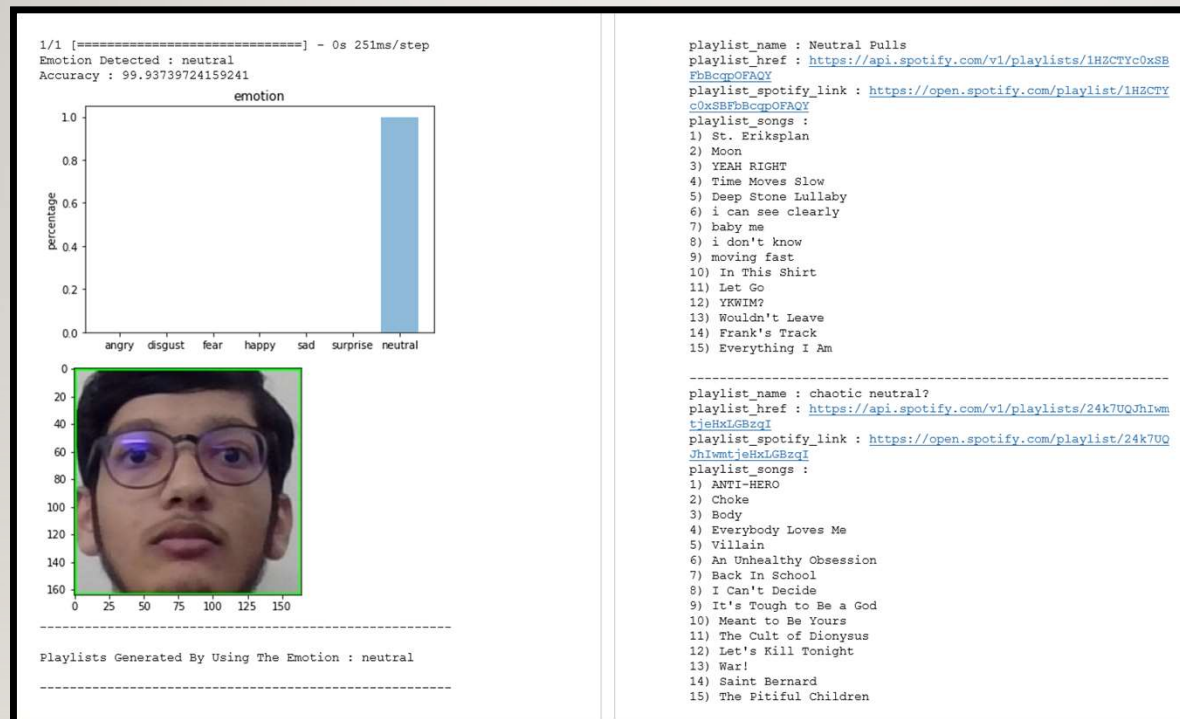 1/1 [==============================] - 0s 251ms/step
Emotion Detected : neutral
Accuracy : 99.93739724159241
emotion
1.0
0.8
0.6
0.4
0.2
0.0
percentage
angry disgust fear happy sad surprise neutral
0
20
40
60
80
100
120
140
160
0 25 50 75 100 125 150
-------------------------------------------------------
Playlists Generated By Using The Emotion : neutral
-------------------------------------------------------
playlist_name : Neutral Pulls
playlist_href : https://api.spotify.com/v1/playlists/1HZCTYc0xSB
FbBcqpOFAQY
playlist_spotify_link : https://open.spotify.com/playlist/1HZCTY
c0xSBFbBcqpOFAQY
playlist_songs :
1) St. Eriksplan
2) Moon
3) YEAH RIGHT
4) Time Moves Slow
5) Deep Stone Lullaby
6) i can see clearly
7) baby me
8) i don't know
9) moving fast
10) In This Shirt
11) Let Go
12) YKWIM?
13) Wouldn't Leave
14) Frank's Track
15) Everything I Am
----------------------------------------------------------------
playlist_name : chaotic neutral?
playlist_href : https://api.spotify.com/v1/playlists/24k7UQJhIwm
tjeHxLGBzqI
playlist_spotify_link : https://open.spotify.com/playlist/24k7UQ
JhIwmtjeHxLGBzqI
playlist_songs :
1) ANTI-HERO
2) Choke
3) Body
4) Everybody Loves Me
5) Villain
6) An Unhealthy Obsession
7) Back In School
8) I Can't Decide
9) It's Tough to Be a God
10) Meant to Be Yours
11) The Cult of Dionysus
12) Let's Kill Tonight
13) War!
14) Saint Bernard
15) The Pitiful Children